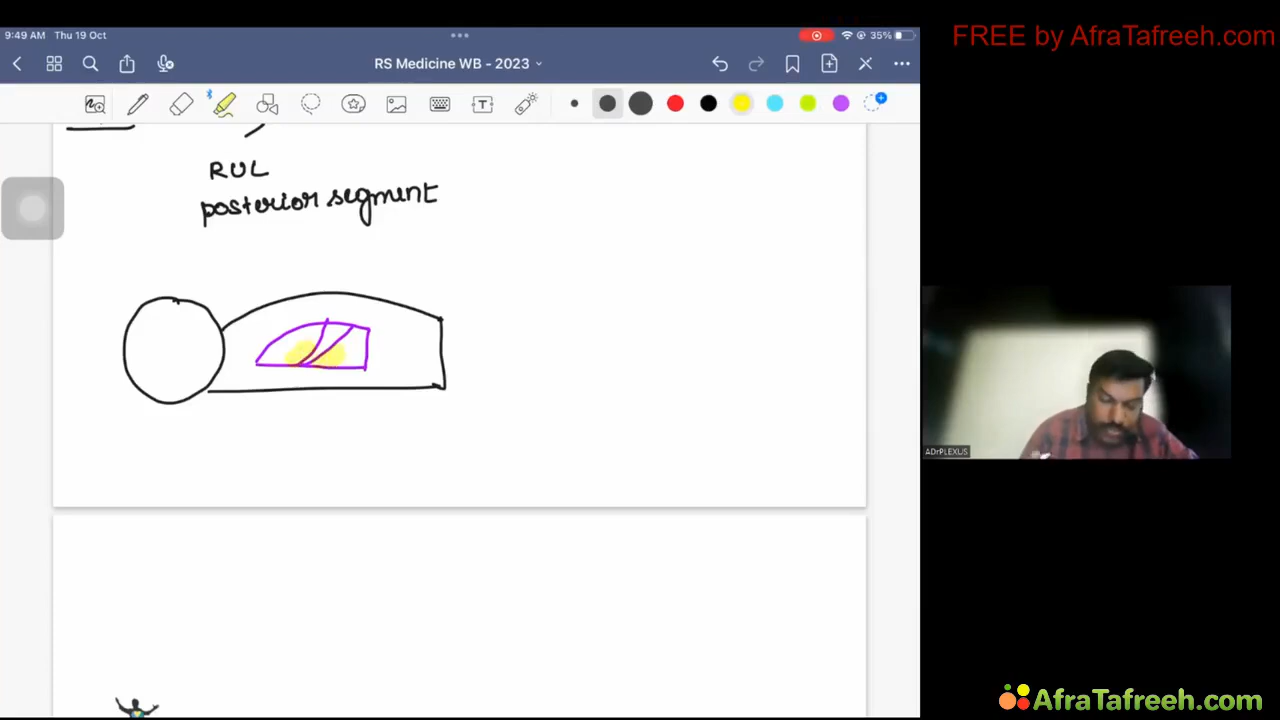 9:49 AM Thu 19 Oct
35%
FREE by AfraTafreeh.com
RS Medicine WB - 2023
T
RUL
posterior segment
ADrPLEXUS
AfraTafreeh.com